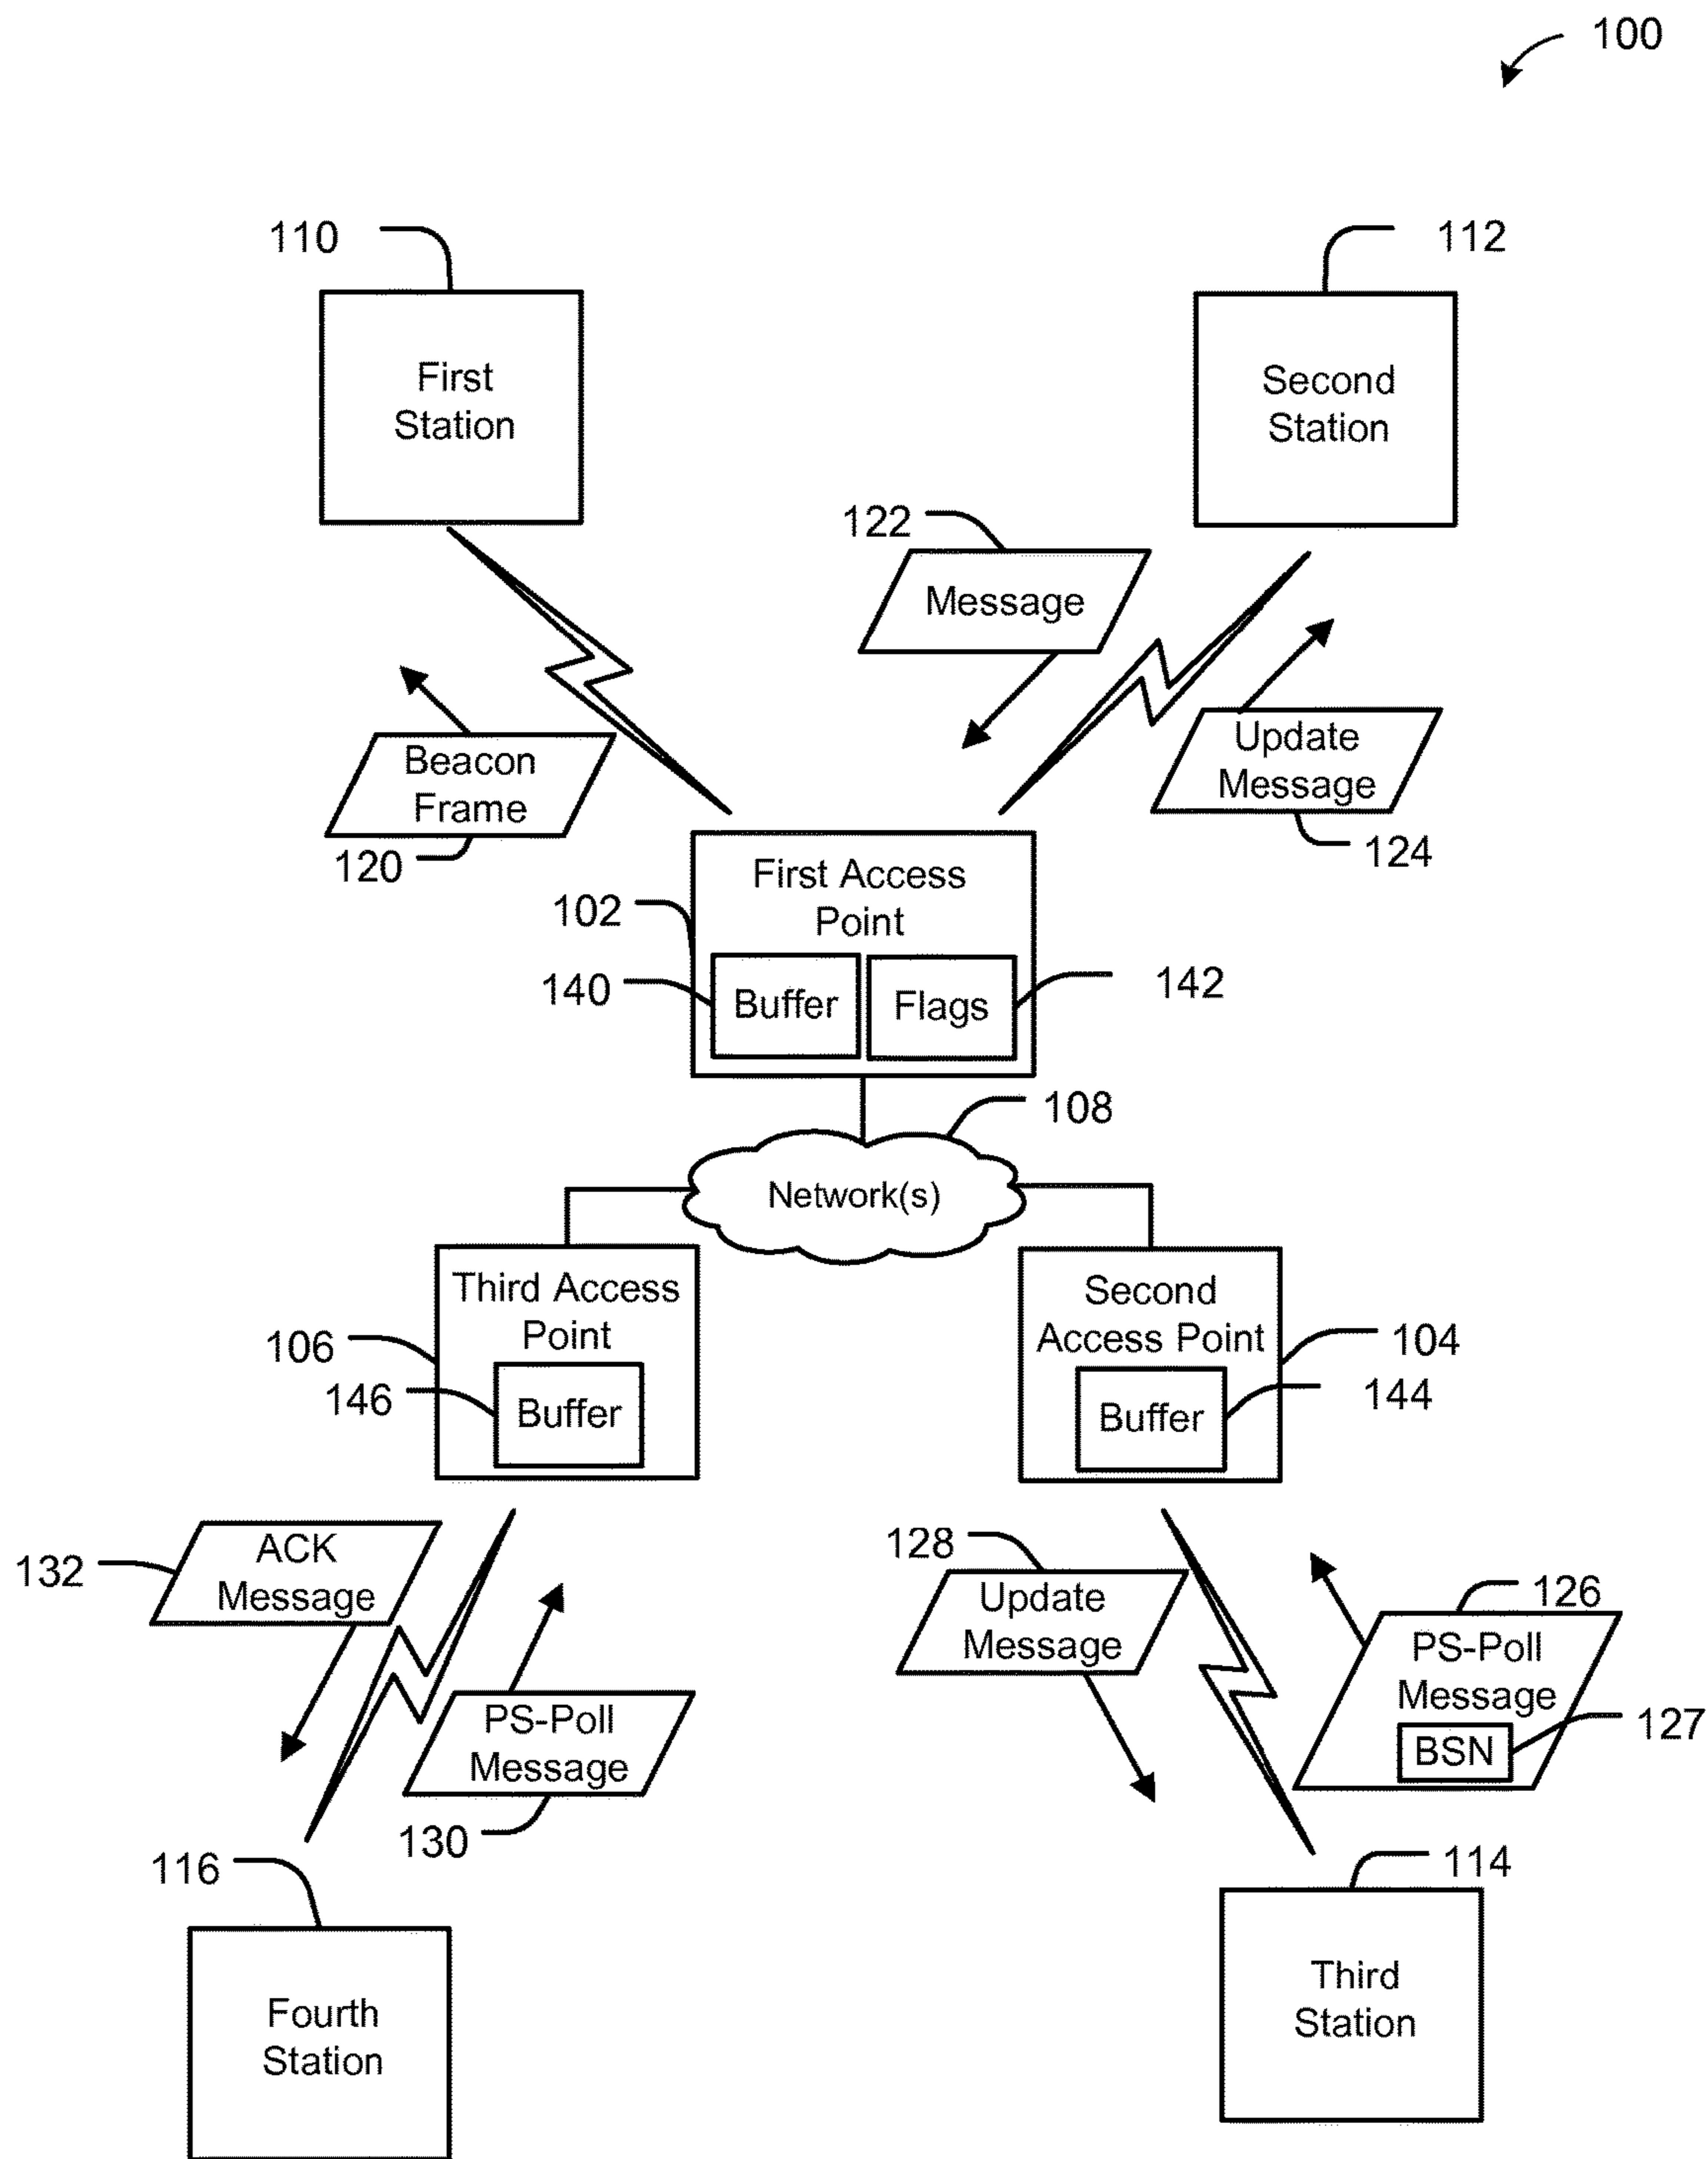 100
110
112
First
Station
Second
Station
122
Message
Update
Message
124
Beacon
Frame
120
First Access
Point
102
140
Buffer
Flags
142
108
Network(s)
Third Access
Point
106
146
Buffer
Second
Access Point
104
144
Buffer
132
ACK
Message
PS-Poll
Message
130
128
Update
Message
126
PS-Poll
Message
BSN
127
116
Fourth
Station
114
Third
Station